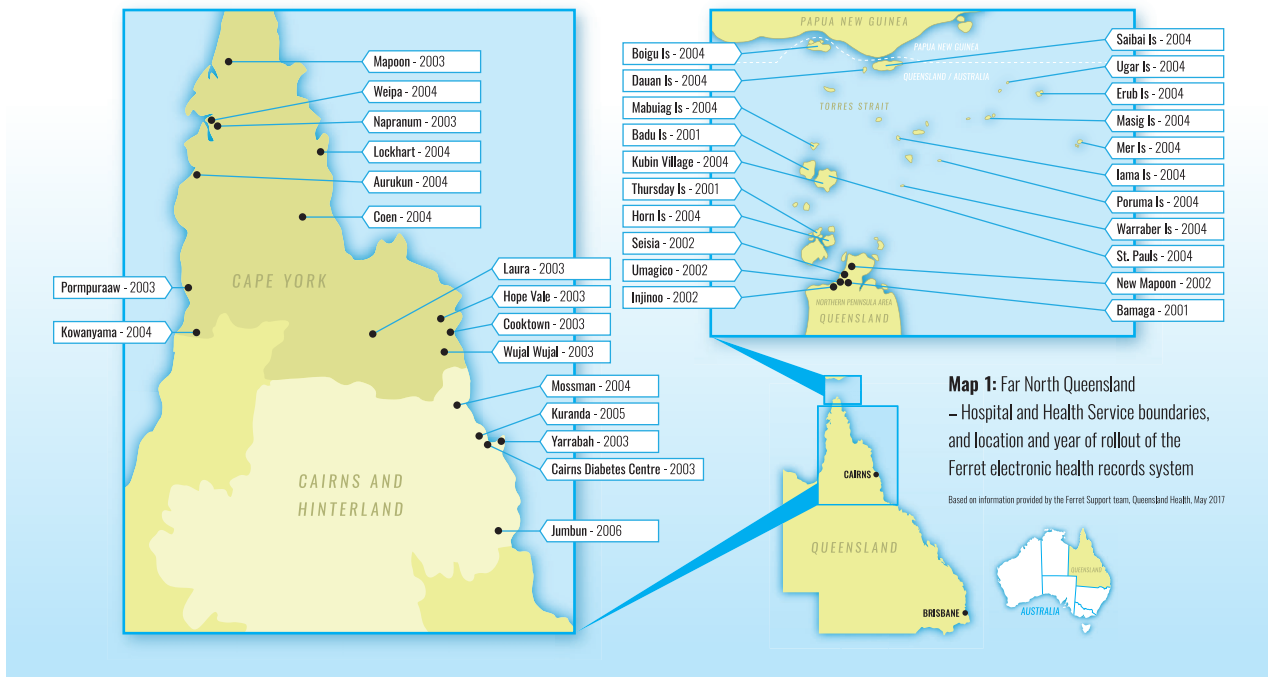 Mapoon - 2003
Weipa - 2004
Napranum - 2003
Lockhart - 2004
Aurukun - 2004
Coen - 2004
CAPE YORK
Laura - 2003
Hope Vale - 2003
Cooktown - 2003
Wujal Wujal - 2003
Pormpuraaw - 2003
Kowanyama - 2004
Mossman - 2004
Kuranda - 2005
Yarrabah - 2003
Cairns Diabetes Centre - 2003
CAIRNS AND
HINTERLAND
Jumbun - 2006
PAPUA NEW GUINEA
PAPUA NEW GUINEA
QUEENSLAND / AUSTRALIA
TORRES STRAIT
Boigu Is - 2004
Dauan Is - 2004
Mabuiag Is - 2004
Badu Is - 2001
Kubin Village - 2004
Thursday Is - 2001
Horn Is - 2004
Seisia - 2002
Umagico - 2002
Injinoo - 2002
Saibai Is - 2004
Ugar Is - 2004
Erub Is - 2004
Masig Is - 2004
Mer Is - 2004
Iama Is - 2004
Poruma Is - 2004
Warraber Is - 2004
St. Pauls - 2004
New Mapoon - 2002
Bamaga - 2001
NORTHERN PENINSULA AREA
QUEENSLAND
CAIRNS
QUEENSLAND
BRISBANE
Map 1: Far North Queensland
– Hospital and Health Service boundaries,
and location and year of rollout of the
Ferret electronic health records system
Based on information provided by the Ferret Support team, Queensland Health, May 2017
QUEENSLAND
AUSTRALIA